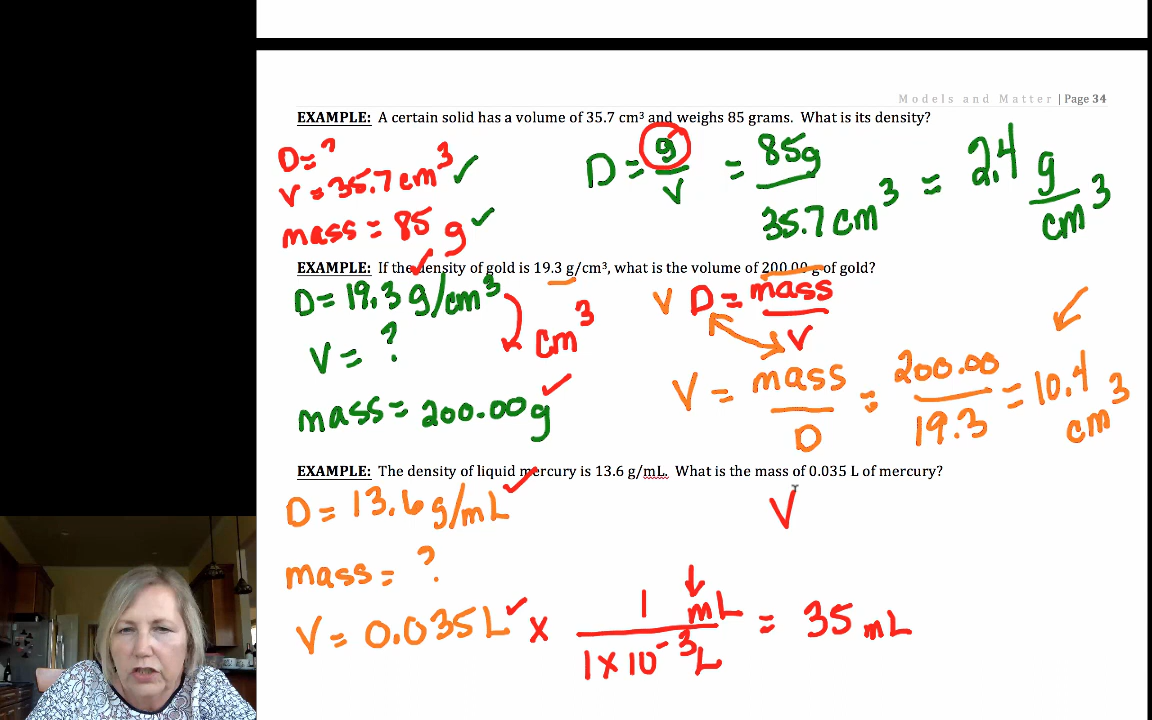 Models and Matter | Page 34
EXAMPLE: A certain solid has a volume of 35.7 cm³ and weighs 85 grams. What is its density?
D = ?
V = 35.7 cm³ ✓
mass = 85 g ✓
D = g/V = 85g/35.7 cm³ = 2.4 g/cm³
EXAMPLE: If the density of gold is 19.3 g/cm³, what is the volume of 200.00 g of gold?
D = 19.3 g/cm³
cm³
V = ?
mass = 200.00 g
V D = mass/V
V = mass/D = 200.00/19.3 = 10.4 cm³
EXAMPLE: The density of liquid mercury is 13.6 g/mL. What is the mass of 0.035 L of mercury?
D = 13.6 g/mL
V
mass = ?
V = 0.035 L × 1 mL/1 × 10⁻³ L = 35 mL